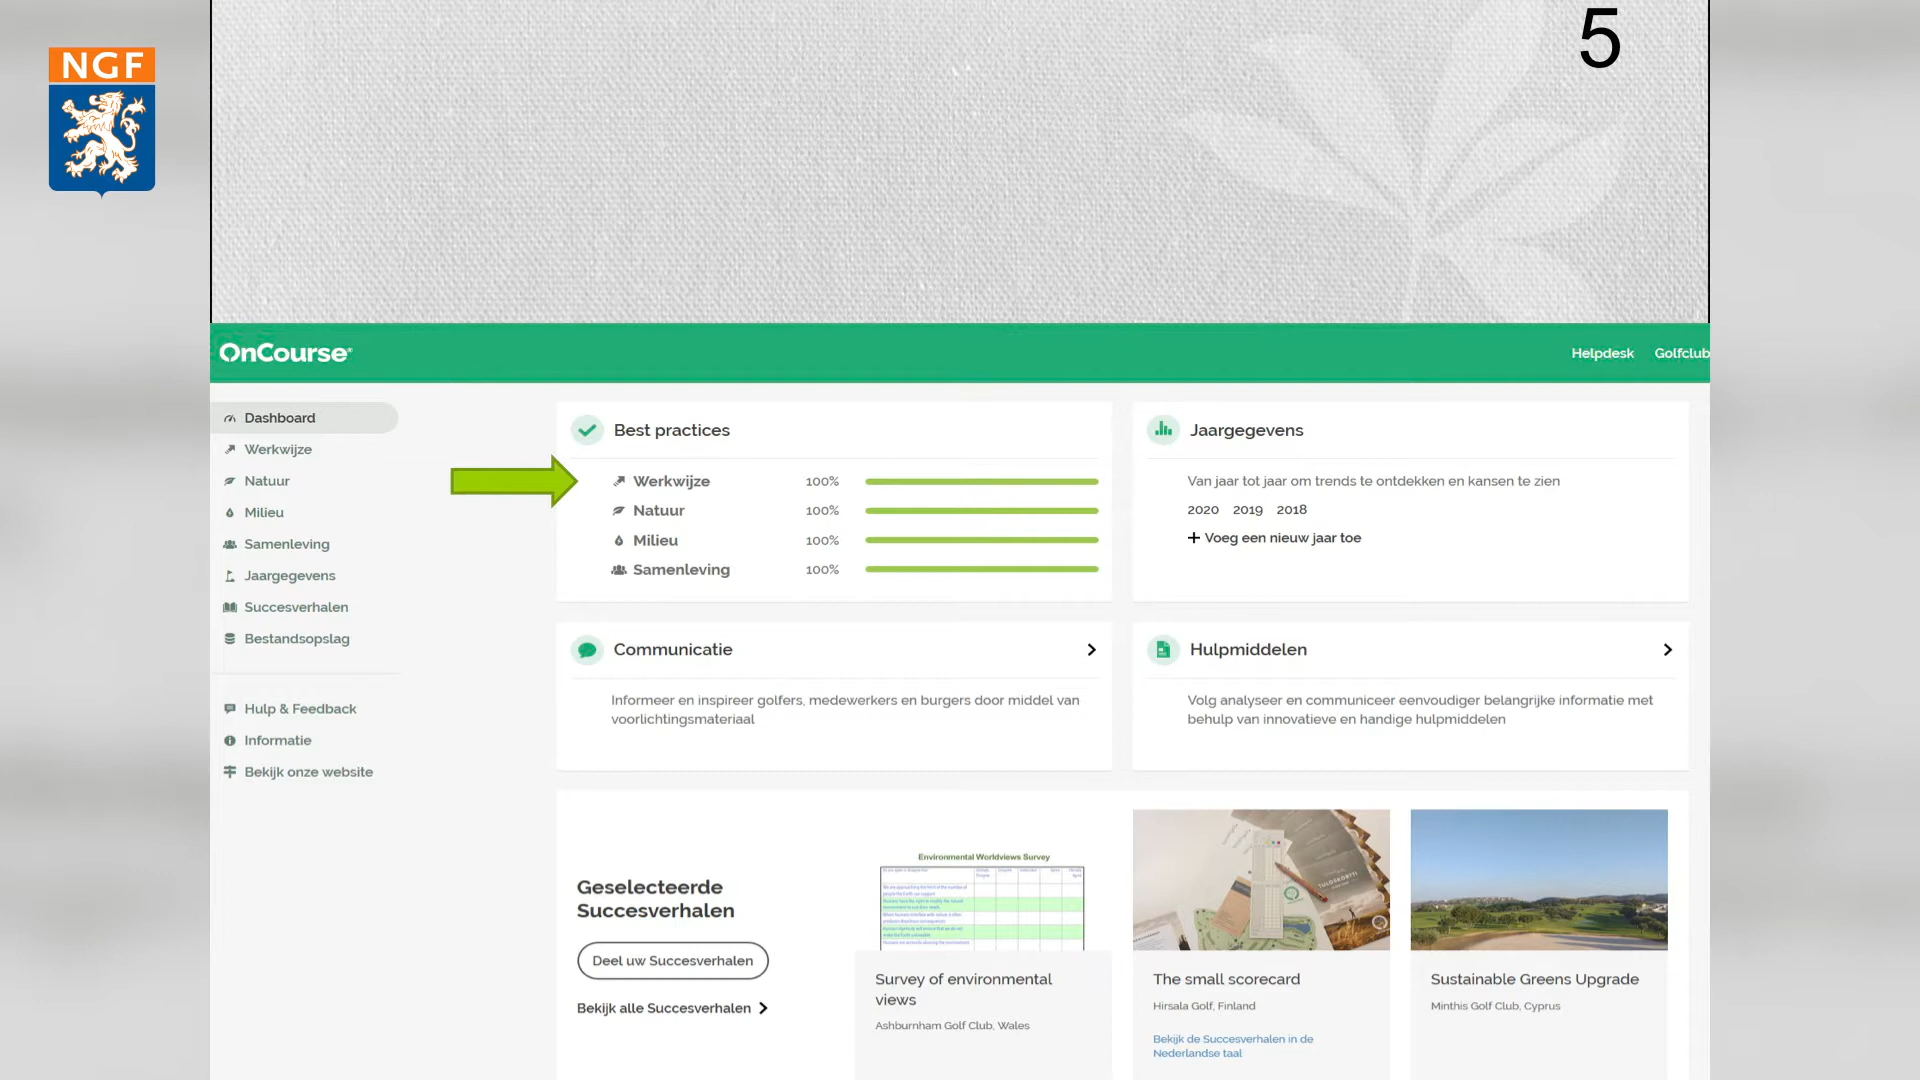 NGF
5
OnCourse
Helpdesk Golfclub
Dashboard
Werkwijze
Natuur
Milieu
Samenleving
Jaargegevens
Succesverhalen
Bestandsopslag
Hulp & Feedback
Informatie
Bekijk onze website
Best practices
Werkwijze 100%
Natuur 100%
Milieu 100%
Samenleving 100%
Jaargegevens
Van jaar tot jaar om trends te ontdekken en kansen te zien
2020 2019 2018
Voeg een nieuw jaar toe
Communicatie
Informeer en inspireer golfers, medewerkers en burgers door middel van
voorlichtingsmateriaal
Hulpmiddelen
Volg analyseer en communiceer eenvoudiger belangrijke informatie met
behulp van innovatieve en handige hulpmiddelen
Geselecteerde
Succesverhalen
Deel uw Succesverhalen
Bekijk alle Succesverhalen
Environmental Worldviews Survey
Survey of environmental
views
Ashburnham Golf Club, Wales
TULOSKORTTI
The small scorecard
Hirsala Golf, Finland
Bekijk de Succesverhalen in de
Nederlandse taal
Sustainable Greens Upgrade
Minthis Golf Club, Cyprus